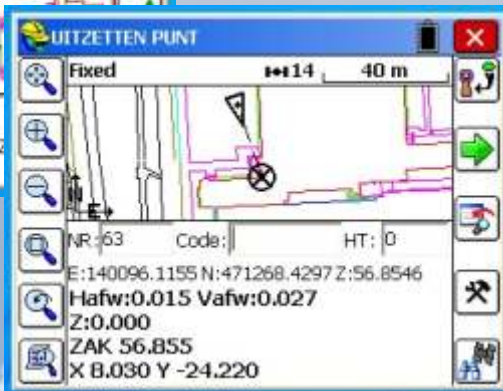 UITZETTEN PUNT
Fixed 14 40 m
E
NR:63 Code: HT: 0
E:140096.1155 N:471268.4297 Z:56.8546
Hafw:0.015 Vafw:0.027
Z:0.000
ZAK 56.855
X 8.030 Y -24.220